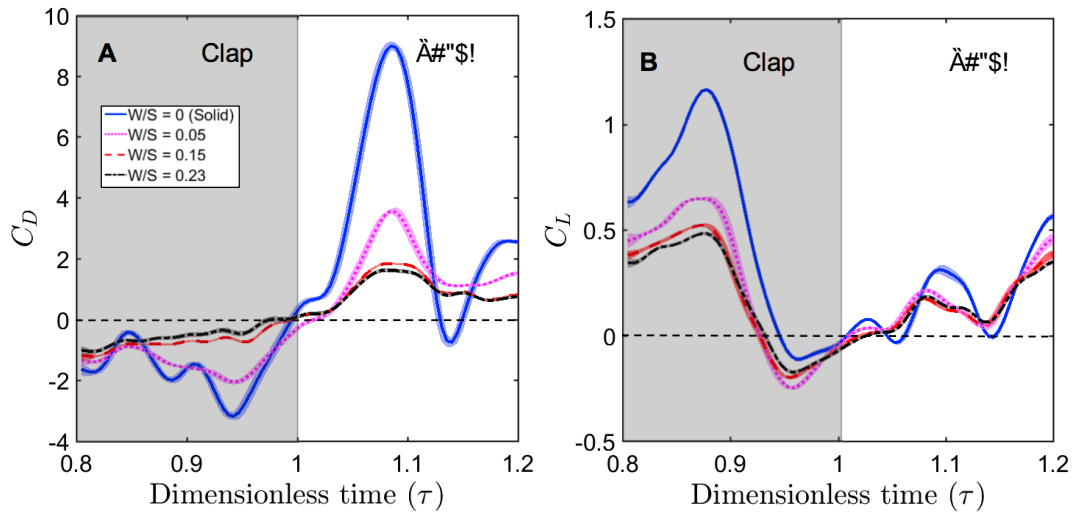 A
Clap
Ȁ#"$!
W/S = 0 (Solid)
W/S = 0.05
W/S = 0.15
W/S = 0.23
10
8
6
4
2
0
-2
-4
C_D
0.8
0.9
1
1.1
1.2
Dimensionless time (τ)
B
Clap
Ȁ#"$!
1.5
1
0.5
0
-0.5
C_L
0.8
0.9
1
1.1
1.2
Dimensionless time (τ)